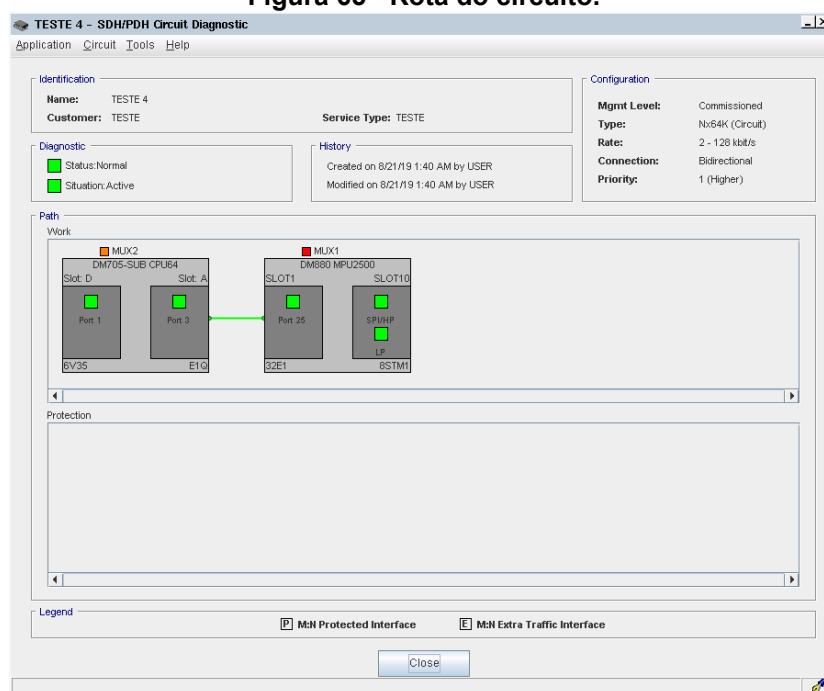 TESTE 4 - SDH/PDH Circuit Diagnostic
Application Circuit Tools Help
Identification
Name: TESTE 4
Customer: TESTE
Service Type: TESTE
Configuration
Mgmt Level: Commissioned
Type: Nx64K (Circuit)
Rate: 2 - 128 kbit/s
Connection: Bidirectional
Priority: 1 (Higher)
Diagnostic
Status:Normal
Situation:Active
History
Created on 8/21/19 1:40 AM by USER
Modified on 8/21/19 1:40 AM by USER
Path
Work
MUX2
DM705-SUB CPU64
Slot: D Slot: A
Port 1 Port 3
6V35 E1Q
MUX1
DM880 MPU2500
SLOT1 SLOT10
Port 25 SPI/HP
LP
32E1 8STM1
Protection
Legend
P M:N Protected Interface E M:N Extra Traffic Interface
Close